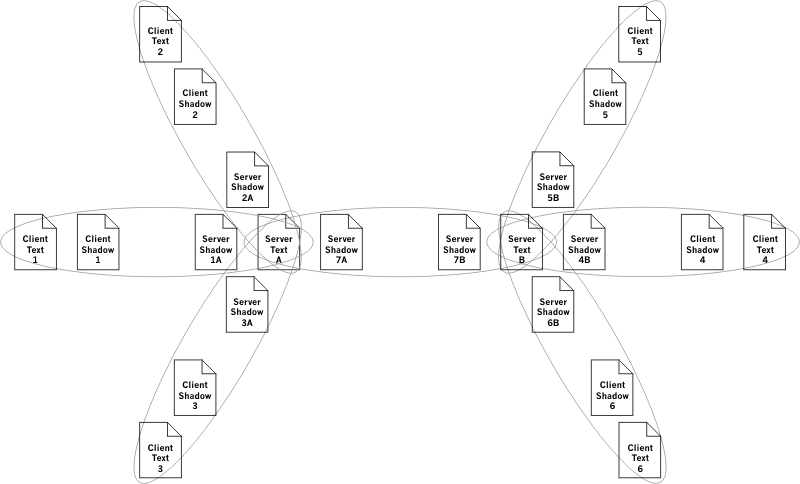 Client
Text
2
Client
Text
5
Client
Shadow
2
Client
Shadow
5
Server
Shadow
2A
Server
Shadow
5B
Client
Text
1
Client
Shadow
1
Server
Shadow
1A
Server
Text
A
Server
Shadow
7A
Server
Shadow
7B
Server
Text
B
Server
Shadow
4B
Client
Shadow
4
Client
Text
4
Server
Shadow
3A
Server
Shadow
6B
Client
Shadow
3
Client
Shadow
6
Client
Text
3
Client
Text
6